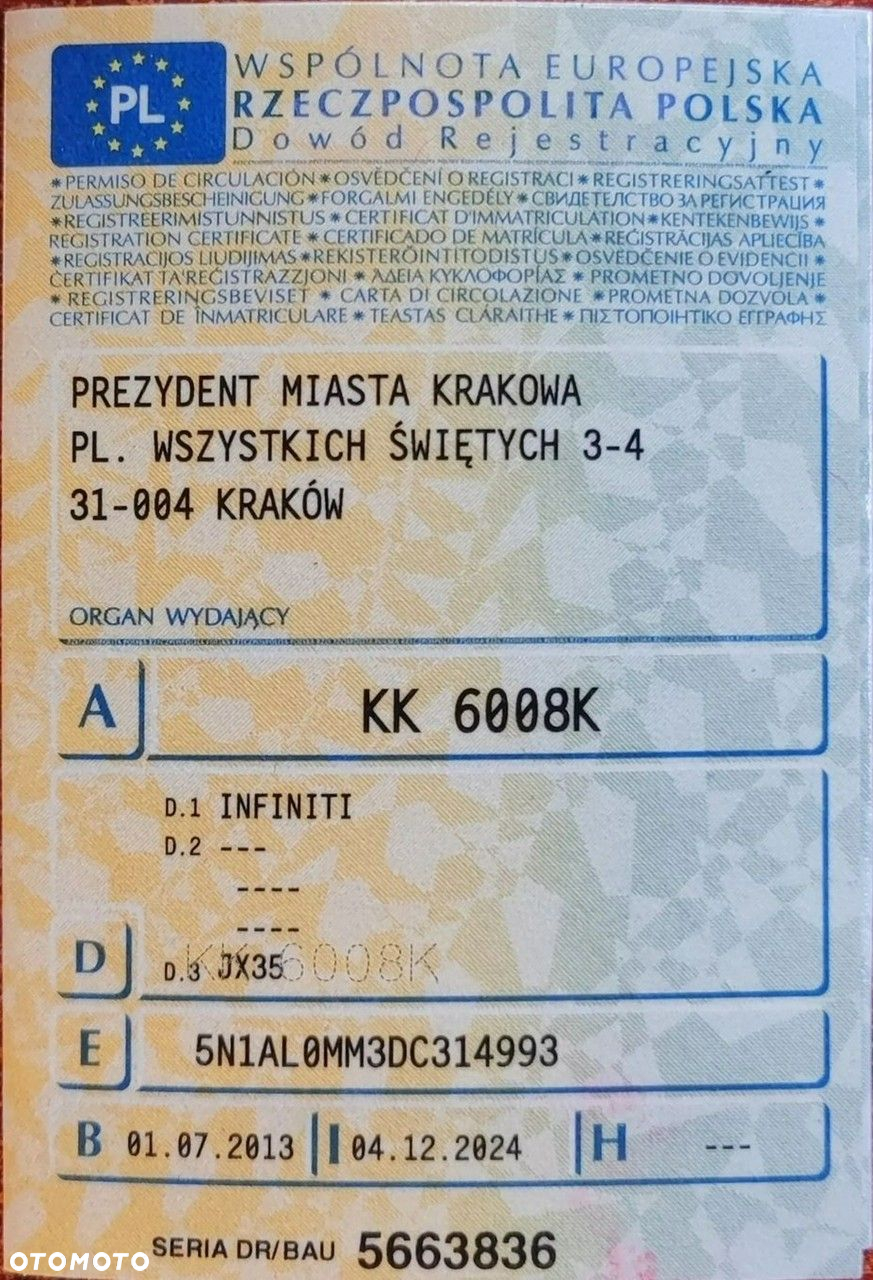 PL
WSPÓLNOTA EUROPEJSKA
RZECZPOSPOLITA POLSKA
Dowód Rejestracyjny
*PERMISO DE CIRCULACIÓN*OSVĚDČENÍ O REGISTRACI*REGISTRERINGSATTEST*
ZULASSUNGSBESCHEINIGUNG*FORGALMI ENGEDÉLY*СВИДЕТЕЛСТВО ЗА РЕГИСТРАЦИЯ
*REGISTREERIMISTUNNISTUS*CERTIFICAT D'IMMATRICULATION*KENTEKENBEWIJS*
REGISTRATION CERTIFICATE*CERTIFICADO DE MATRÍCULA*REĢISTRĀCIJAS APLIECĪBA
*REGISTRACIJOS LIUDIJIMAS*REKISTERÖINTITODISTUS*OSVEDČENIE O EVIDENCII*
ĊERTIFIKAT TA'REĠISTRAZZJONI*ΆΔΕΙΑ ΚΥΚΛΟΦΟΡΊΑΣ*PROMETNO DOVOLJENJE
*REGISTRERINGSBEVISET*CARTA DI CIRCOLAZIONE*PROMETNA DOZVOLA*
CERTIFICAT DE ÎNMATRICULARE*TEASTAS CLÁRAITHE*ΠΙΣΤΟΠΟΙΗΤΙΚΟ ΕΓΓΡΑΦΗΣ
PREZYDENT MIASTA KRAKOWA
PL. WSZYSTKICH ŚWIĘTYCH 3-4
31-004 KRAKÓW
ORGAN WYDAJĄCY
A KK 6008K
D.1 INFINITI
D.2 ---
----
----
D D.3 JX35
KK 6008K
E 5N1AL0MM3DC314993
B 01.07.2013 I 04.12.2024 H ---
SERIA DR/BAU 5663836
OTOMOTO